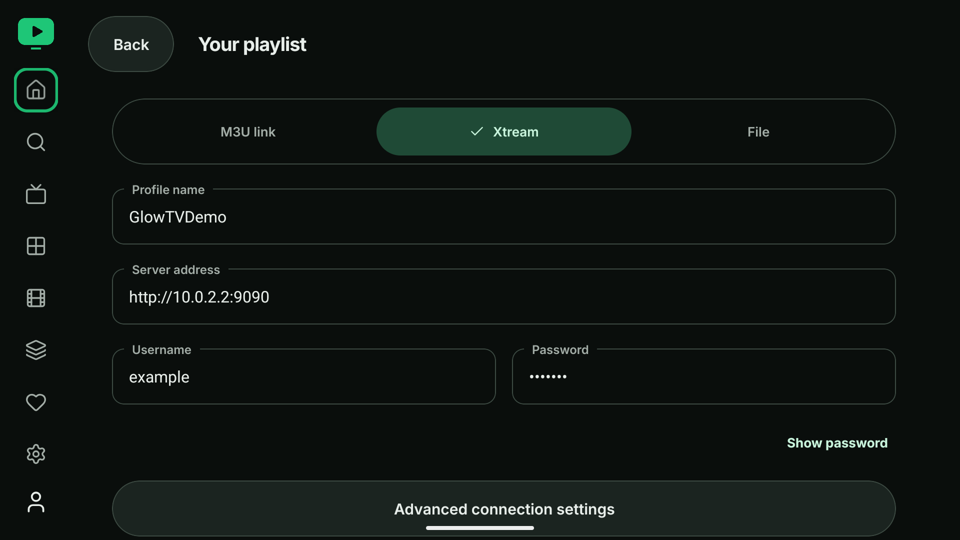 Back
Your playlist
M3U link
Xtream
File
Profile name
GlowTVDemo
Server address
http://10.0.2.2:9090
Username
Password
example
•••••••
Show password
Advanced connection settings